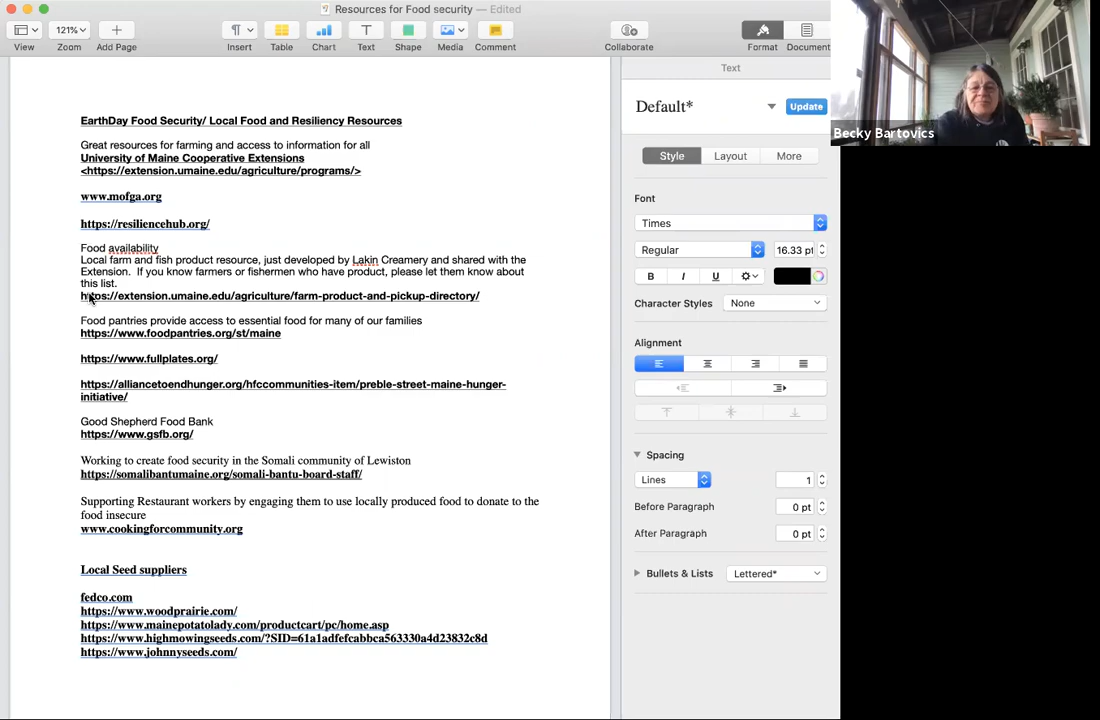 Resources for Food security — Edited
121%
View
Zoom
Add Page
Insert
Table
Chart
Text
Shape
Media
Comment
Collaborate
Format
Document
Becky Bartovics
EarthDay Food Security/ Local Food and Resiliency Resources
Great resources for farming and access to information for all
University of Maine Cooperative Extensions
<https://extension.umaine.edu/agriculture/programs/>
www.mofga.org
https://resiliencehub.org/
Food availability
Local farm and fish product resource, just developed by Lakin Creamery and shared with the
Extension. If you know farmers or fishermen who have product, please let them know about
this list.
https://extension.umaine.edu/agriculture/farm-product-and-pickup-directory/
Food pantries provide access to essential food for many of our families
https://www.foodpantries.org/st/maine
https://www.fullplates.org/
https://alliancetoendhunger.org/hfccommunities-item/preble-street-maine-hunger-
initiative/
Good Shepherd Food Bank
https://www.gsfb.org/
Working to create food security in the Somali community of Lewiston
https://somalibantumaine.org/somali-bantu-board-staff/
Supporting Restaurant workers by engaging them to use locally produced food to donate to the
food insecure
www.cookingforcommunity.org
Local Seed suppliers
fedco.com
https://www.woodprairie.com/
https://www.mainepotatolady.com/productcart/pc/home.asp
https://www.highmowingseeds.com/?SID=61a1adfefcabbca563330a4d23832c8d
https://www.johnnyseeds.com/
Text
Default*
Update
Style
Layout
More
Font
Times
Regular
16.33 pt
B I U
Character Styles
None
Alignment
Spacing
Lines
1
Before Paragraph
0 pt
After Paragraph
0 pt
Bullets & Lists
Lettered*